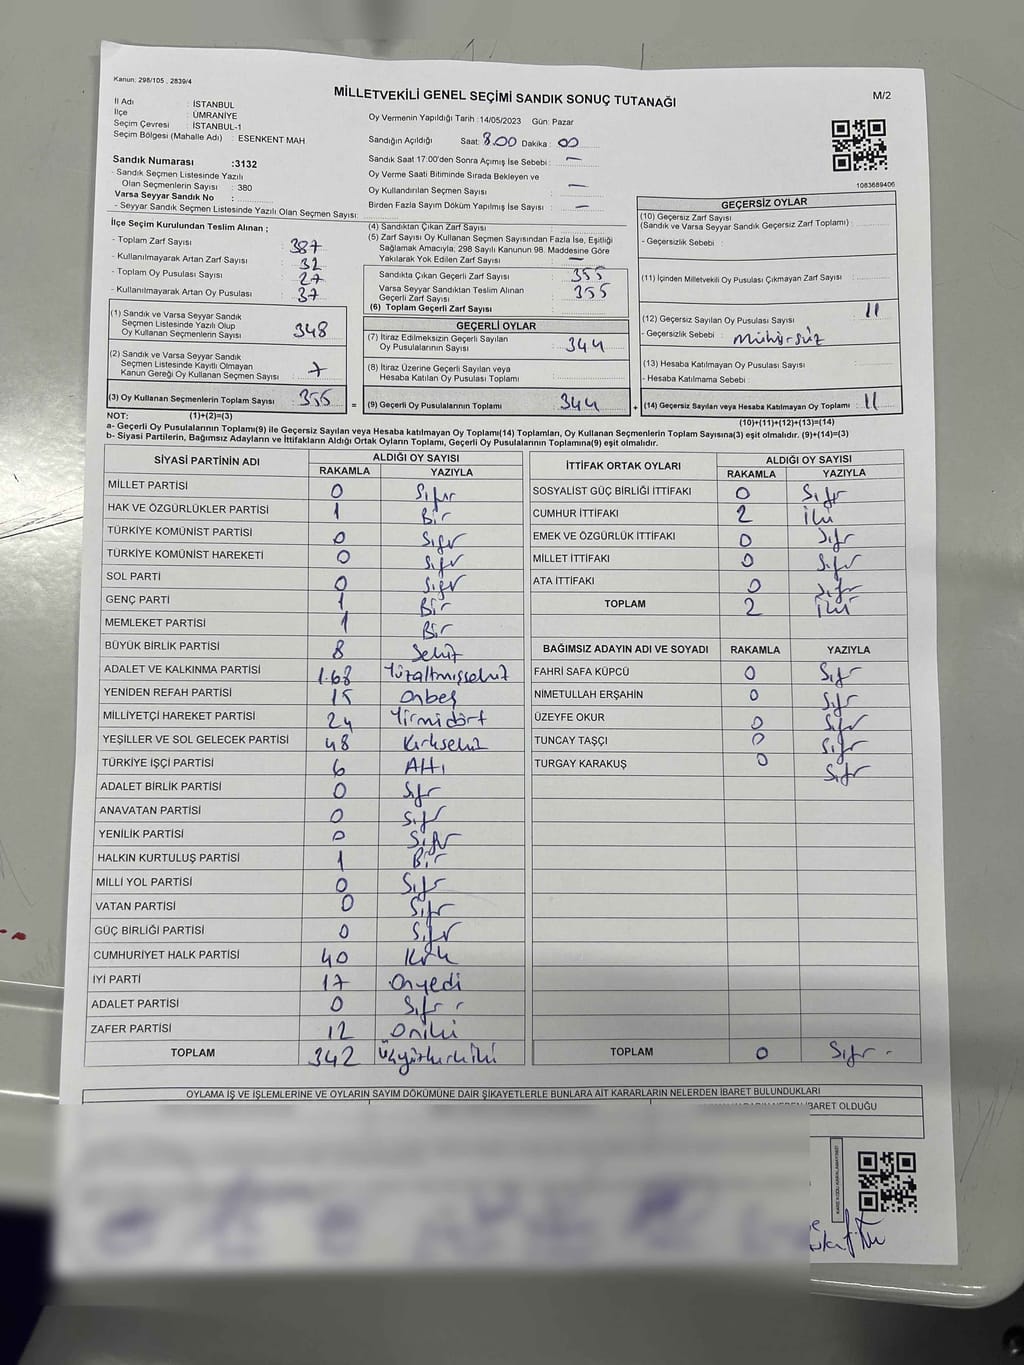 Kanun: 298/105 , 2839/4
MİLLETVEKİLİ GENEL SEÇİMİ SANDIK SONUÇ TUTANAĞI
M/2
İl Adı : İSTANBUL
İlçe : ÜMRANİYE
Seçim Çevresi : İSTANBUL-1
Seçim Bölgesi (Mahalle Adı) : ESENKENT MAH
Sandık Numarası :3132
- Sandık Seçmen Listesinde Yazılı
Olan Seçmenlerin Sayısı : 380
Varsa Seyyar Sandık No :
- Seyyar Sandık Seçmen Listesinde Yazılı Olan Seçmen Sayısı:
Oy Vermenin Yapıldığı Tarih :14/05/2023 Gün: Pazar
Sandığın Açıldığı Saat: 8.00 Dakika : 00
Sandık Saat 17:00'den Sonra Açımış İse Sebebi : —
Oy Verme Saati Bitiminde Sırada Bekleyen ve
Oy Kullandırılan Seçmen Sayısı : —
Birden Fazla Sayım Döküm Yapılmış İse Sayısı : —
1083689406
İlçe Seçim Kurulundan Teslim Alınan ;
- Toplam Zarf Sayısı : 387
- Kullanılmayarak Artan Zarf Sayısı : 32
- Toplam Oy Pusulası Sayısı : 27
- Kullanılmayarak Artan Oy Pusulası : 37
(1) Sandık ve Varsa Seyyar Sandık
Seçmen Listesinde Yazılı Olup
Oy Kullanan Seçmenlerin Sayısı : 348
(2) Sandık ve Varsa Seyyar Sandık
Seçmen Listesinde Kayıtlı Olmayan
Kanun Gereği Oy Kullanan Seçmen Sayısı : 7
(3) Oy Kullanan Seçmenlerin Toplam Sayısı : 355
(4) Sandıktan Çıkan Zarf Sayısı :
(5) Zarf Sayısı Oy Kullanan Seçmen Sayısından Fazla İse, Eşitliği
Sağlamak Amacıyla; 298 Sayılı Kanunun 98. Maddesine Göre
Yakılarak Yok Edilen Zarf Sayısı : —
Sandıkta Çıkan Geçerli Zarf Sayısı : 355
Varsa Seyyar Sandıktan Teslim Alınan
Geçerli Zarf Sayısı : 355
(6) Toplam Geçerli Zarf Sayısı :
GEÇERLİ OYLAR
(7) İtiraz Edilmeksizin Geçerli Sayılan
Oy Pusulalarının Sayısı : 344
(8) İtiraz Üzerine Geçerli Sayılan veya
Hesaba Katılan Oy Pusulası Toplamı :
= (9) Geçerli Oy Pusulalarının Toplamı : 344
GEÇERSİZ OYLAR
(10) Geçersiz Zarf Sayısı
(Sandık ve Varsa Seyyar Sandık Geçersiz Zarf Toplamı) :
- Geçersiz Sebebi :
(11) İçinden Milletvekili Oy Pusulası Çıkmayan Zarf Sayısı :
(12) Geçersiz Sayılan Oy Pusulası Sayısı : 11
- Geçersizlik Sebebi : Mühürsüz
(13) Hesaba Katılmayan Oy Pusulası Sayısı :
- Hesaba Katılmama Sebebi :
+ (14) Geçersiz Sayılan veya Hesaba Katılmayan Oy Pusulası Toplamı : 11
NOT: (1)+(2)=(3)
(10)+(11)+(12)+(13)=(14)
a- Geçerli Oy Pusulalarının Toplamı(9) ile Geçersiz Sayılan veya Hesaba katılmayan Oy Pusulası Toplamı(14) Toplamları, Oy Kullanan Seçmenlerin Toplam Sayısına(3) eşit olmalıdır. (9)+(14)=(3)
b- Siyasi Partilerin, Bağımsız Adayların ve İttifakların Aldığı Ortak Oyların Toplamı, Geçerli Oy Pusulalarının Toplamına(9) eşit olmalıdır.
SİYASİ PARTİNİN ADI ALDIĞI OY SAYISI
RAKAMLA YAZIYLA
MİLLET PARTİSİ 0 Sıfır
HAK VE ÖZGÜRLÜKLER PARTİSİ 1 Bir
TÜRKİYE KOMÜNİST PARTİSİ 0 Sıfır
TÜRKİYE KOMÜNİST HAREKETİ 0 Sıfır
SOL PARTİ 0 Sıfır
GENÇ PARTİ 1 Bir
MEMLEKET PARTİSİ 1 Bir
BÜYÜK BİRLİK PARTİSİ 8 Sekiz
ADALET VE KALKINMA PARTİSİ 168 Yüzaltmışsekiz
YENİDEN REFAH PARTİSİ 15 Onbeş
MİLLİYETÇİ HAREKET PARTİSİ 24 Yirmidört
YEŞİLLER VE SOL GELECEK PARTİSİ 48 Kırksekiz
TÜRKİYE İŞÇİ PARTİSİ 6 Altı
ADALET BİRLİK PARTİSİ 0 Sıfır
ANAVATAN PARTİSİ 0 Sıfır
YENİLİK PARTİSİ 0 Sıfır
HALKIN KURTULUŞ PARTİSİ 1 Bir
MİLLİ YOL PARTİSİ 0 Sıfır
VATAN PARTİSİ 0 Sıfır
GÜÇ BİRLİĞİ PARTİSİ 0 Sıfır
CUMHURİYET HALK PARTİSİ 40 Kırk
İYİ PARTİ 17 Onyedi
ADALET PARTİSİ 0 Sıfır
ZAFER PARTİSİ 12 Oniki
TOPLAM 342 Üçyüzkırkiki
İTTİFAK ORTAK OYLARI ALDIĞI OY SAYISI
RAKAMLA YAZIYLA
SOSYALİST GÜÇ BİRLİĞİ İTTİFAKI 0 Sıfır
CUMHUR İTTİFAKI 2 İki
EMEK VE ÖZGÜRLÜK İTTİFAKI 0 Sıfır
MİLLET İTTİFAKI 0 Sıfır
ATA İTTİFAKI 0 Sıfır
TOPLAM 2 İki
BAĞIMSIZ ADAYIN ADI VE SOYADI RAKAMLA YAZIYLA
FAHRİ SAFA KÜPCÜ 0 Sıfır
NİMETULLAH ERŞAHİN 0 Sıfır
ÜZEYFE OKUR 0 Sıfır
TUNCAY TAŞÇI 0 Sıfır
TURGAY KARAKUŞ 0 Sıfır
TOPLAM 0 Sıfır
OYLAMA İŞ VE İŞLEMLERİNE VE OYLARIN SAYIM DÖKÜMÜNE DAİR ŞİKAYETLERLE BUNLARA AİT KARARLARIN NELERDEN İBARET BULUNDUKLARI
İBARET OLDUĞU